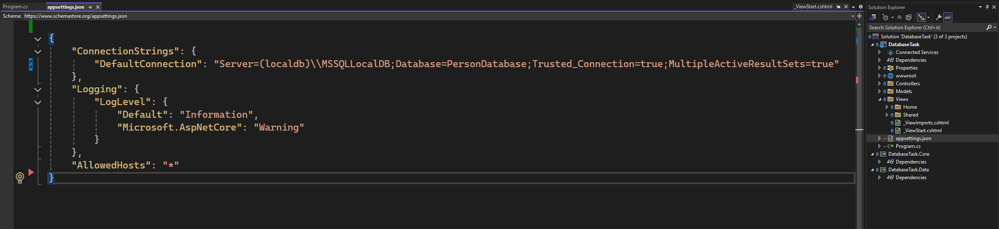 Program.cs
appsettings.json
_ViewStart.cshtml
Schema: https://www.schemastore.org/appsettings.json
{
"ConnectionStrings": {
"DefaultConnection": "Server=(localdb)\\MSSQLLocalDB;Database=PersonDatabase;Trusted_Connection=true;MultipleActiveResultSets=true"
},
"Logging": {
"LogLevel": {
"Default": "Information",
"Microsoft.AspNetCore": "Warning"
}
},
"AllowedHosts": "*"
}
Solution Explorer
Search Solution Explorer (Ctrl+ö)
Solution 'DatabaseTask' (3 of 3 projects)
DatabaseTask
Connected Services
Dependencies
Properties
wwwroot
Controllers
Models
Views
Home
Shared
_ViewImports.cshtml
_ViewStart.cshtml
appsettings.json
C# Program.cs
C# DatabaseTask.Core
Dependencies
C# DatabaseTask.Data
Dependencies